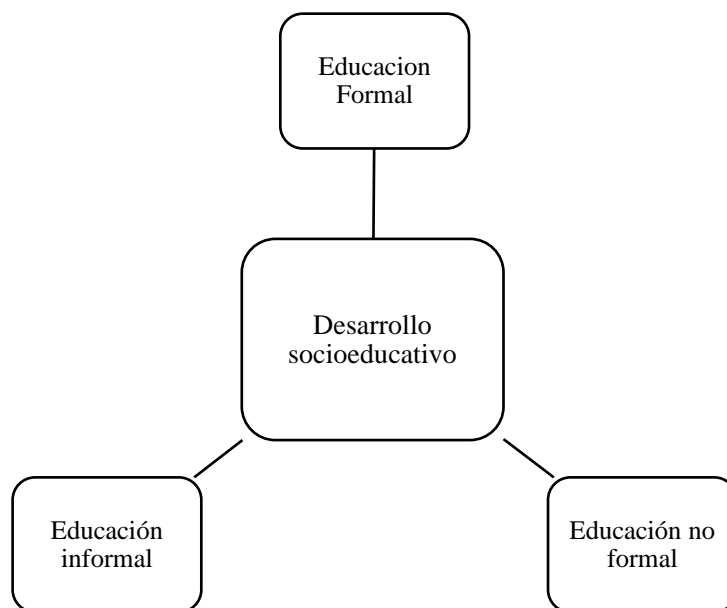 Educacion
Formal
Desarrollo
socioeducativo
Educación
informal
Educación no
formal